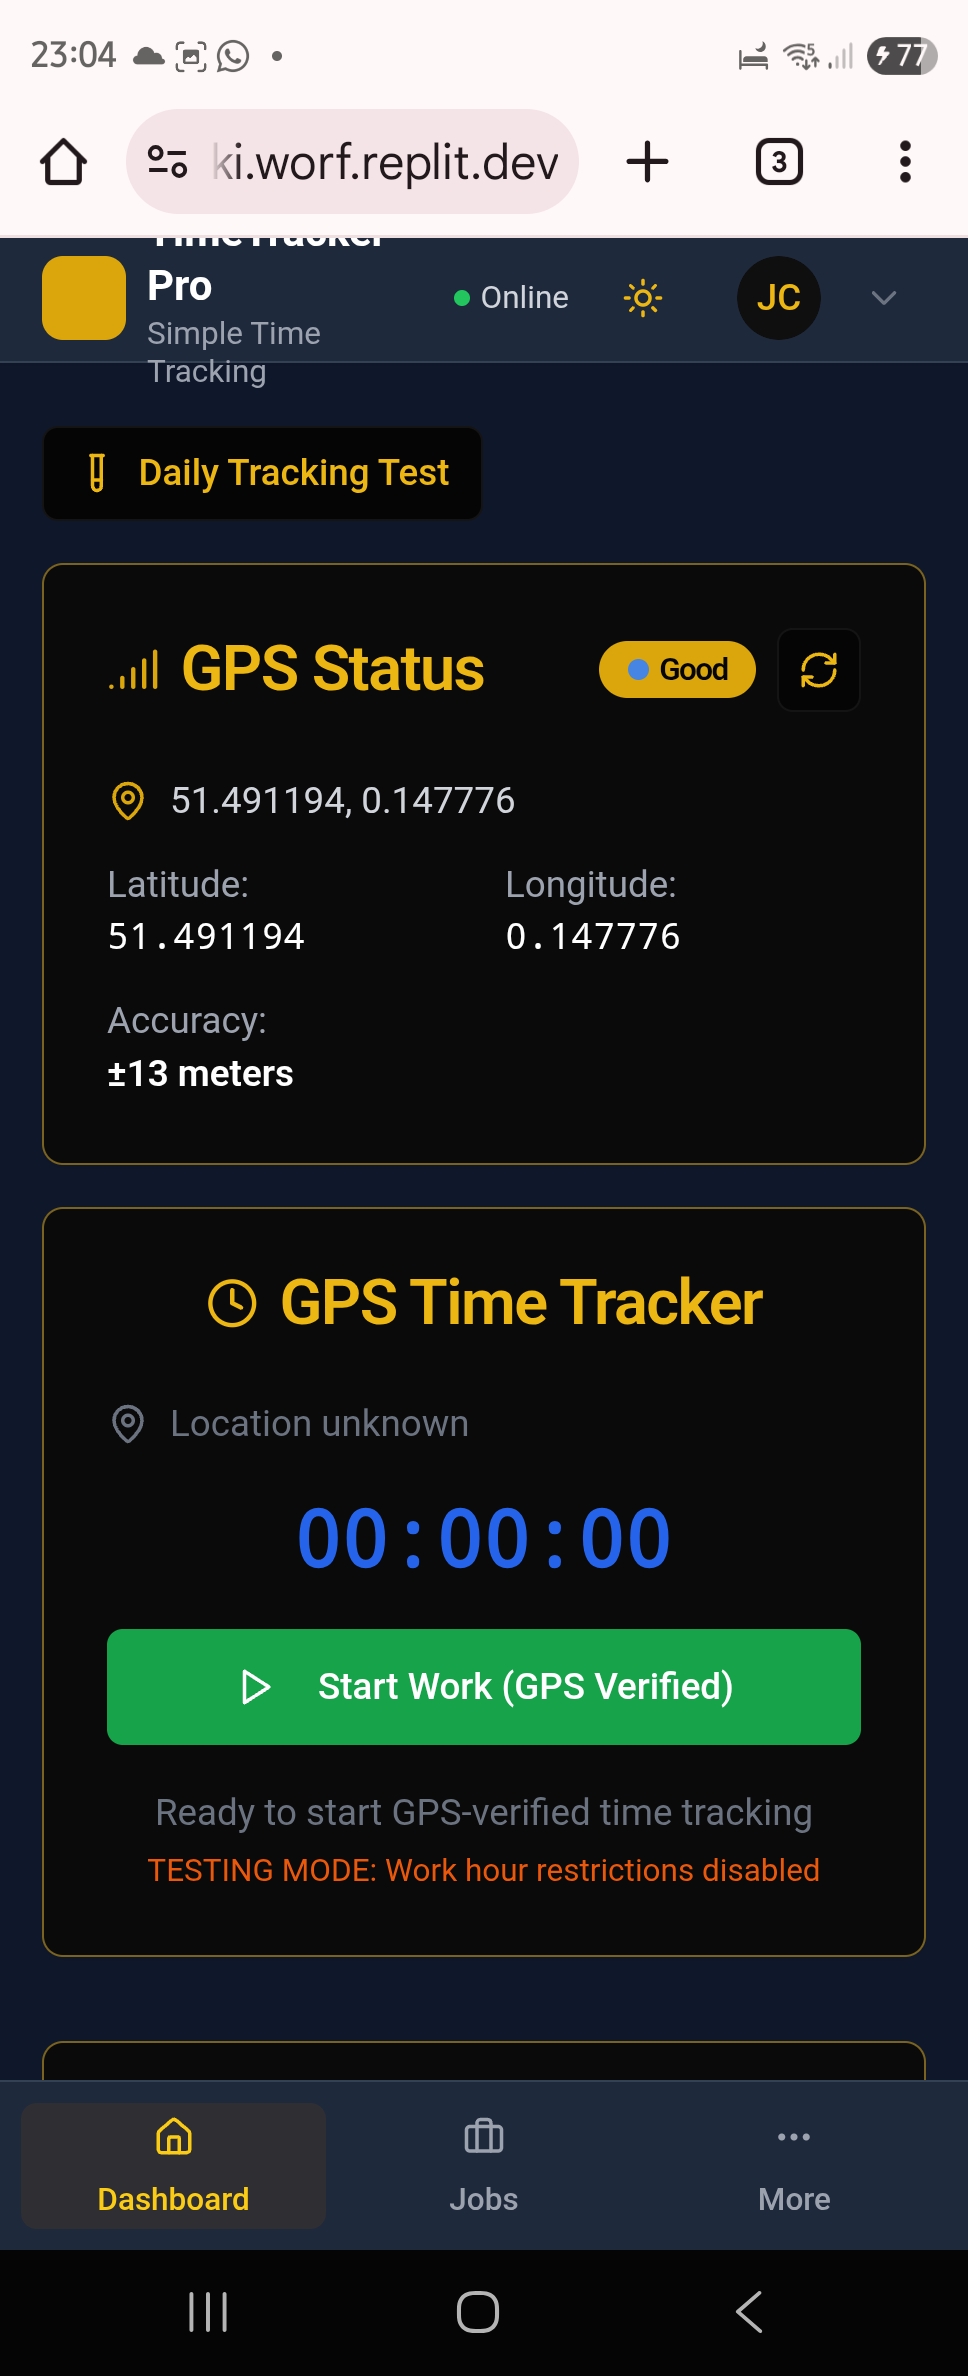 23:04
5
77
ki.worf.replit.dev
3
TimeTracker
Pro
Simple Time
Tracking
Online
JC
Daily Tracking Test
GPS Status
Good
51.491194, 0.147776
Latitude:
51.491194
Longitude:
0.147776
Accuracy:
±13 meters
GPS Time Tracker
Location unknown
00:00:00
Start Work (GPS Verified)
Ready to start GPS-verified time tracking
TESTING MODE: Work hour restrictions disabled
Dashboard
Jobs
More